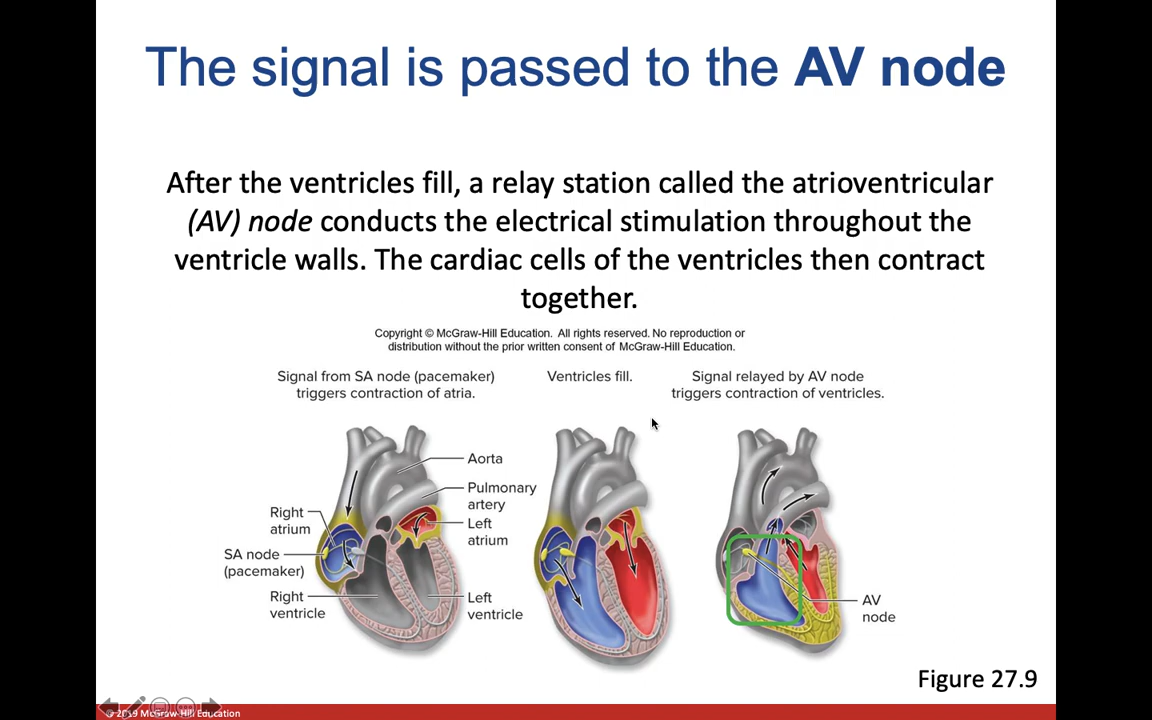 The signal is passed to the AV node
After the ventricles fill, a relay station called the atrioventricular
(AV) node conducts the electrical stimulation throughout the
ventricle walls. The cardiac cells of the ventricles then contract
together.
Copyright © McGraw-Hill Education. All rights reserved. No reproduction or
distribution without the prior written consent of McGraw-Hill Education.
Signal from SA node (pacemaker)
triggers contraction of atria.
Ventricles fill.
Signal relayed by AV node
triggers contraction of ventricles.
Aorta
Pulmonary
artery
Right
atrium
Left
atrium
SA node
(pacemaker)
Right
ventricle
Left
ventricle
AV
node
Figure 27.9
© 2019 McGraw-Hill Education